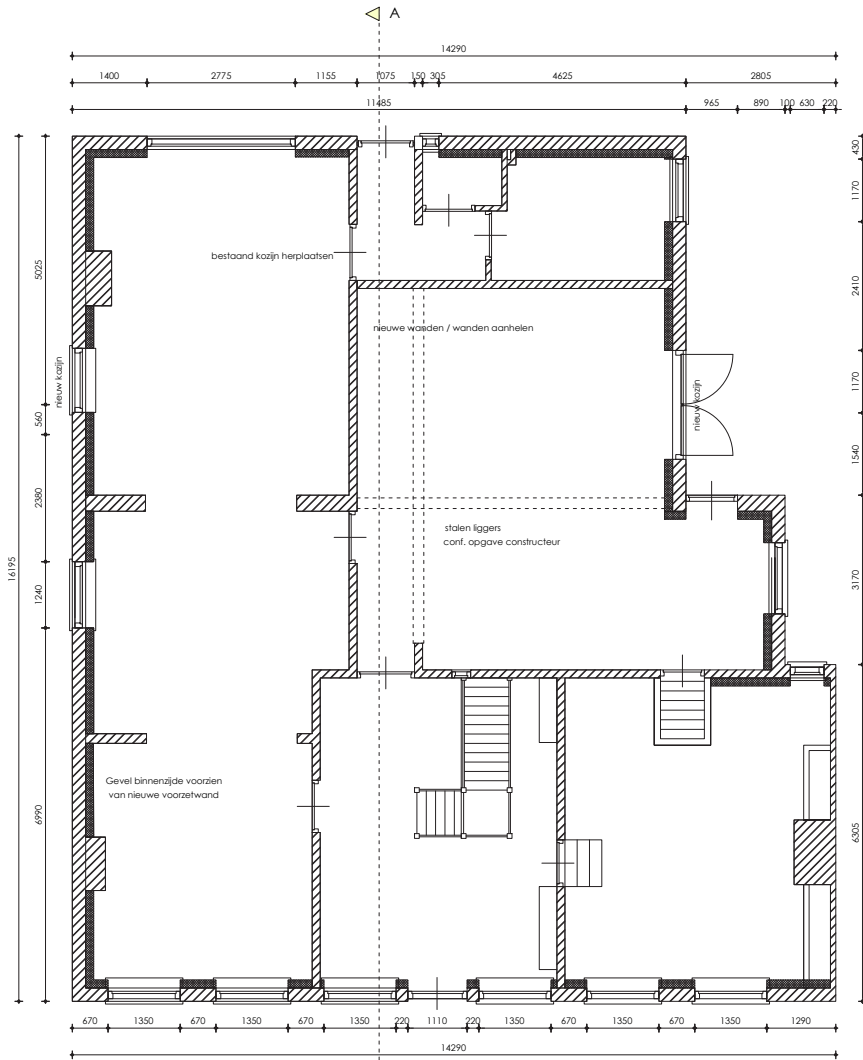 A
14290
1400 2775 1155 1075 150 305 4625 2805
11485 965 890 100 630 220
430
1170
5025
bestaand kozijn herplaatsen
2410
nieuwe wanden / wanden aanhelen
nieuw kozijn
1170
nieuw kozijn
560
1540
2380
stalen liggers
conf. opgave constructeur
16195
1240
3170
Gevel binnenzijde voorzien
van nieuwe voorzetwand
6990
6305
670 1350 670 1350 670 1350 220 1110 220 1350 670 1350 670 1350 1290
14290